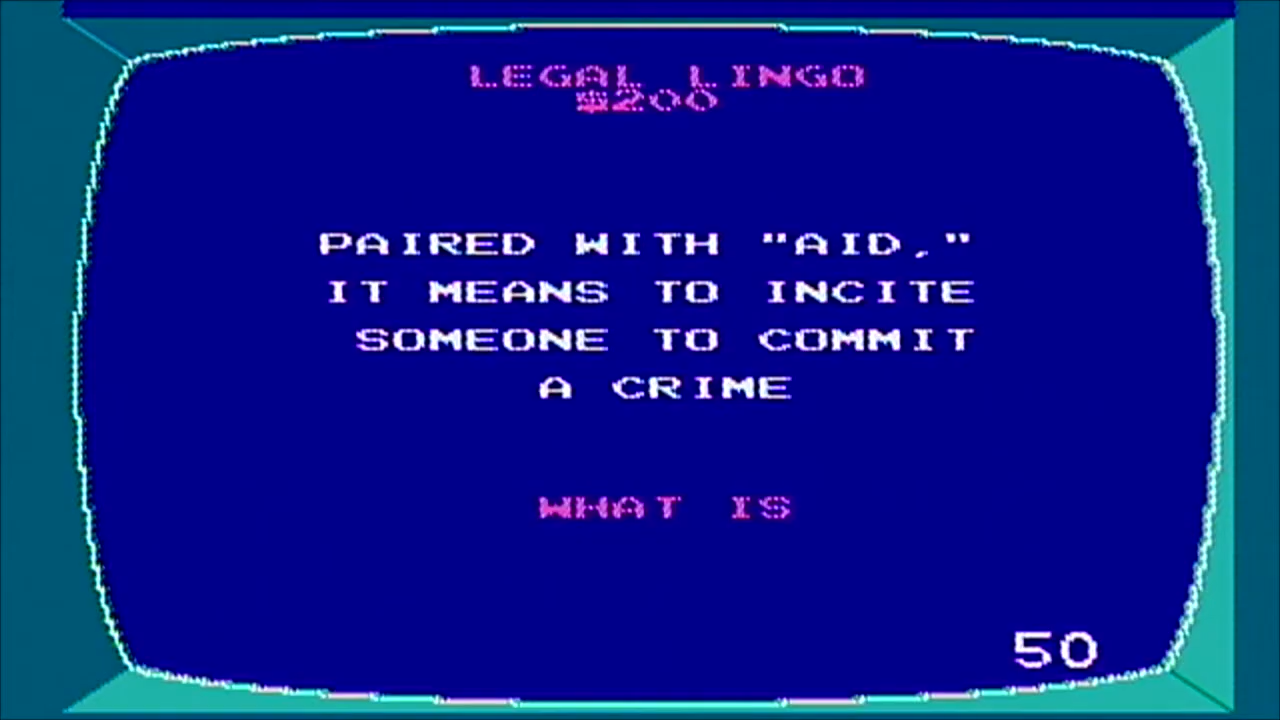 LEGAL LINGO
$200
PAIRED WITH "AID,"
IT MEANS TO INCITE
SOMEONE TO COMMIT
A CRIME
WHAT IS
50